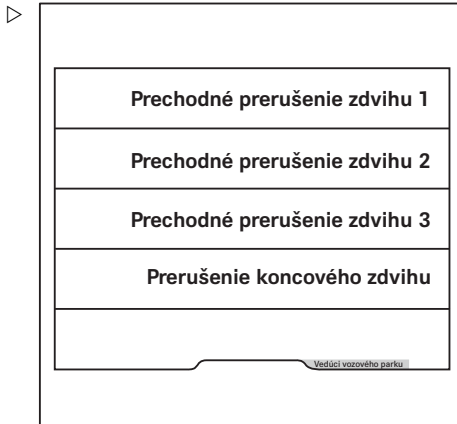 Prechodné prerušenie zdvihu 1
Prechodné prerušenie zdvihu 2
Prechodné prerušenie zdvihu 3
Prerušenie koncového zdvihu
Vedúci vozového parku